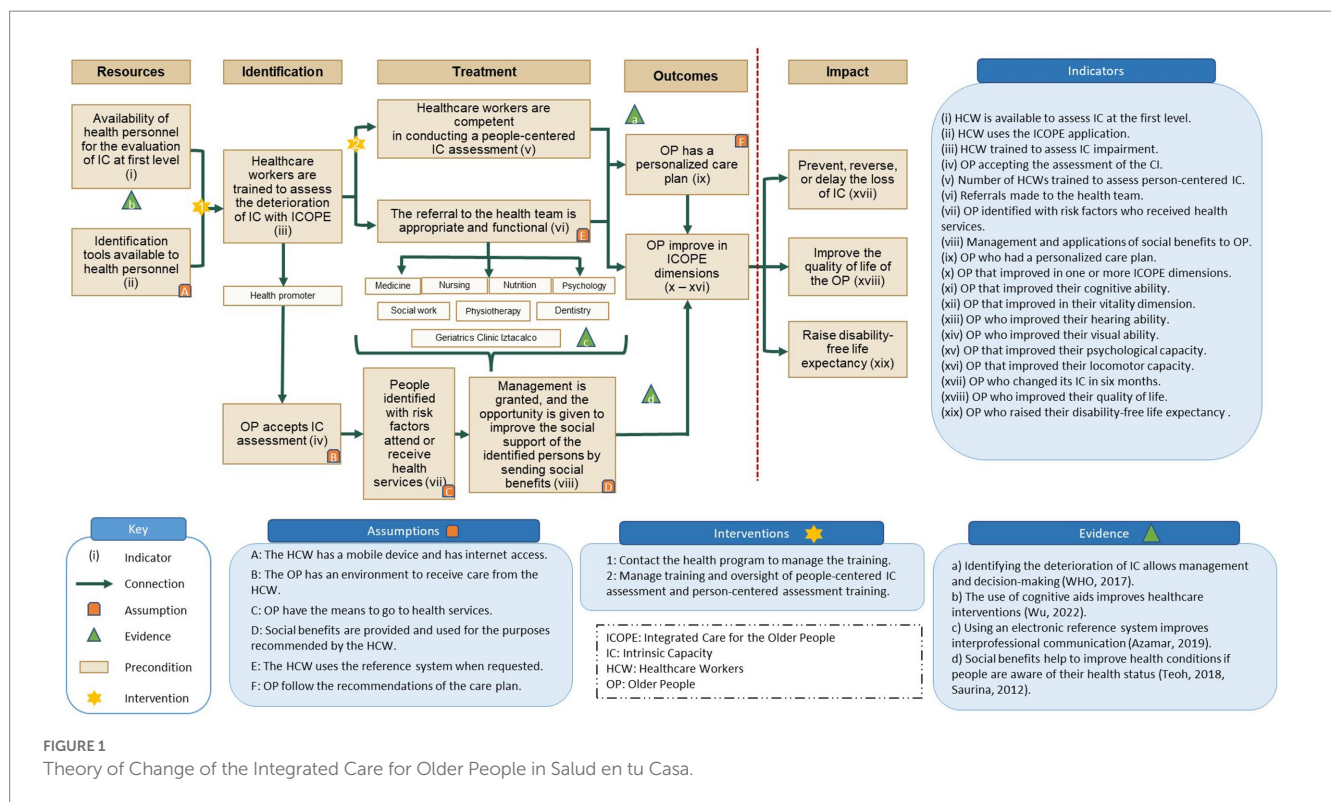 Resources
Identification
Treatment
Outcomes
Impact
Availability of
health personnel
for the evaluation
of IC at first level
(i)
b
Identification
tools available to
health personnel
(ii)
A
1
Healthcare
workers are
trained to assess
the deterioration
of IC with ICOPE
(iii)
Health promoter
OP accepts IC
assessment (iv)
B
2
Healthcare workers are
competent
in conducting a people-centered
IC assessment (v)
The referral to the health team is
appropriate and functional (vi)
E
Medicine
Nursing
Nutrition
Psychology
Social work
Physiotherapy
Dentistry
Geriatrics Clinic Iztacalco
c
People
identified
with risk
factors
attend or
receive
health
services (vii)
C
Management is
granted, and the
opportunity is given to
improve the social
support of the
identified persons by
sending social
benefits (viii)
D
d
a
OP has a
personalized care
plan (ix)
F
OP improve in
ICOPE
dimensions
(x – xvi)
Prevent, reverse,
or delay the loss
of IC (xvii)
Improve the
quality of life of
the OP (xviii)
Raise disability-
free life
expectancy (xix)
Indicators
(i) HCW is available to assess IC at the first level.
(ii) HCW uses the ICOPE application.
(iii) HCW trained to assess IC impairment.
(iv) OP accepting the assessment of the CI.
(v) Number of HCWs trained to assess person-centered IC.
(vi) Referrals made to the health team.
(vii) OP identified with risk factors who received health
services.
(viii) Management and applications of social benefits to OP.
(ix) OP who had a personalized care plan.
(x) OP that improved in one or more ICOPE dimensions.
(xi) OP that improved their cognitive ability.
(xii) OP that improved in their vitality dimension.
(xiii) OP who improved their hearing ability.
(xiv) OP who improved their visual ability.
(xv) OP that improved their psychological capacity.
(xvi) OP that improved their locomotor capacity.
(xvii) OP who changed its IC in six months.
(xviii) OP who improved their quality of life.
(xix) OP who raised their disability-free life expectancy .
Key
(i) Indicator
Connection
Assumption
Evidence
Precondition
Intervention
Assumptions
A: The HCW has a mobile device and has internet access.
B: The OP has an environment to receive care from the
HCW.
C: OP have the means to go to health services.
D: Social benefits are provided and used for the purposes
recommended by the HCW.
E: The HCW uses the reference system when requested.
F: OP follow the recommendations of the care plan.
Interventions
1: Contact the health program to manage the training.
2: Manage training and oversight of people-centered IC
assessment and person-centered assessment training.
ICOPE: Integrated Care for the Older People
IC: Intrinsic Capacity
HCW: Healthcare Workers
OP: Older People
Evidence
a) Identifying the deterioration of IC allows management
and decision-making (WHO, 2017).
b) The use of cognitive aids improves healthcare
interventions (Wu, 2022).
c) Using an electronic reference system improves
interprofessional communication (Azamar, 2019).
d) Social benefits help to improve health conditions if
people are aware of their health status (Teoh, 2018,
Saurina, 2012).
FIGURE 1
Theory of Change of the Integrated Care for Older People in Salud en tu Casa.